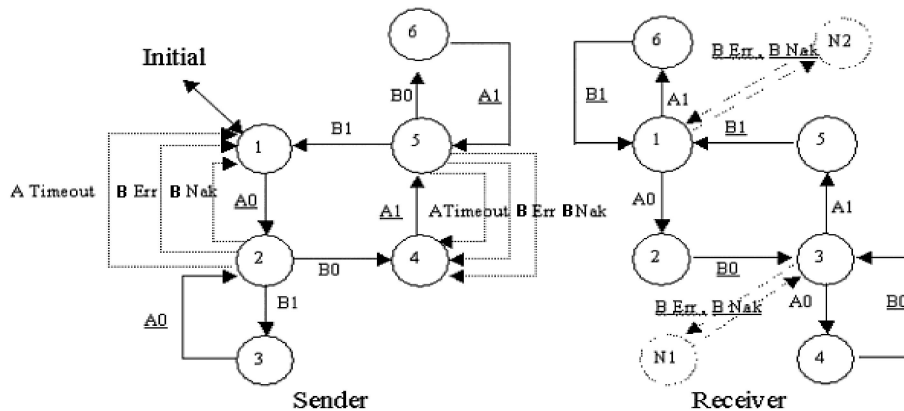 6
Initial
B0
A1
B1
1
5
A Timeout
B Err
B Nak
A0
A1
A Timeout B Err BNak
2
B0
4
A0
B1
3
Sender
6
N2
B Err , B Nak
B1
A1
1
B1
5
A0
A1
2
B0
3
B Err , B Nak
A0
B0
N1
4
Receiver